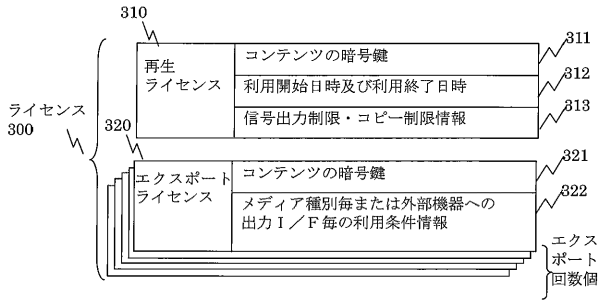 310
再生
ライセンス
コンテンツの暗号鍵
311
利用開始日時及び利用終了日時
312
信号出力制限・コピー制限情報
313
ライセンス
300
320
エクスポート
ライセンス
コンテンツの暗号鍵
321
メディア種別毎または外部機器への
出力Ｉ／Ｆ毎の利用条件情報
322
エクス
ポート
回数個